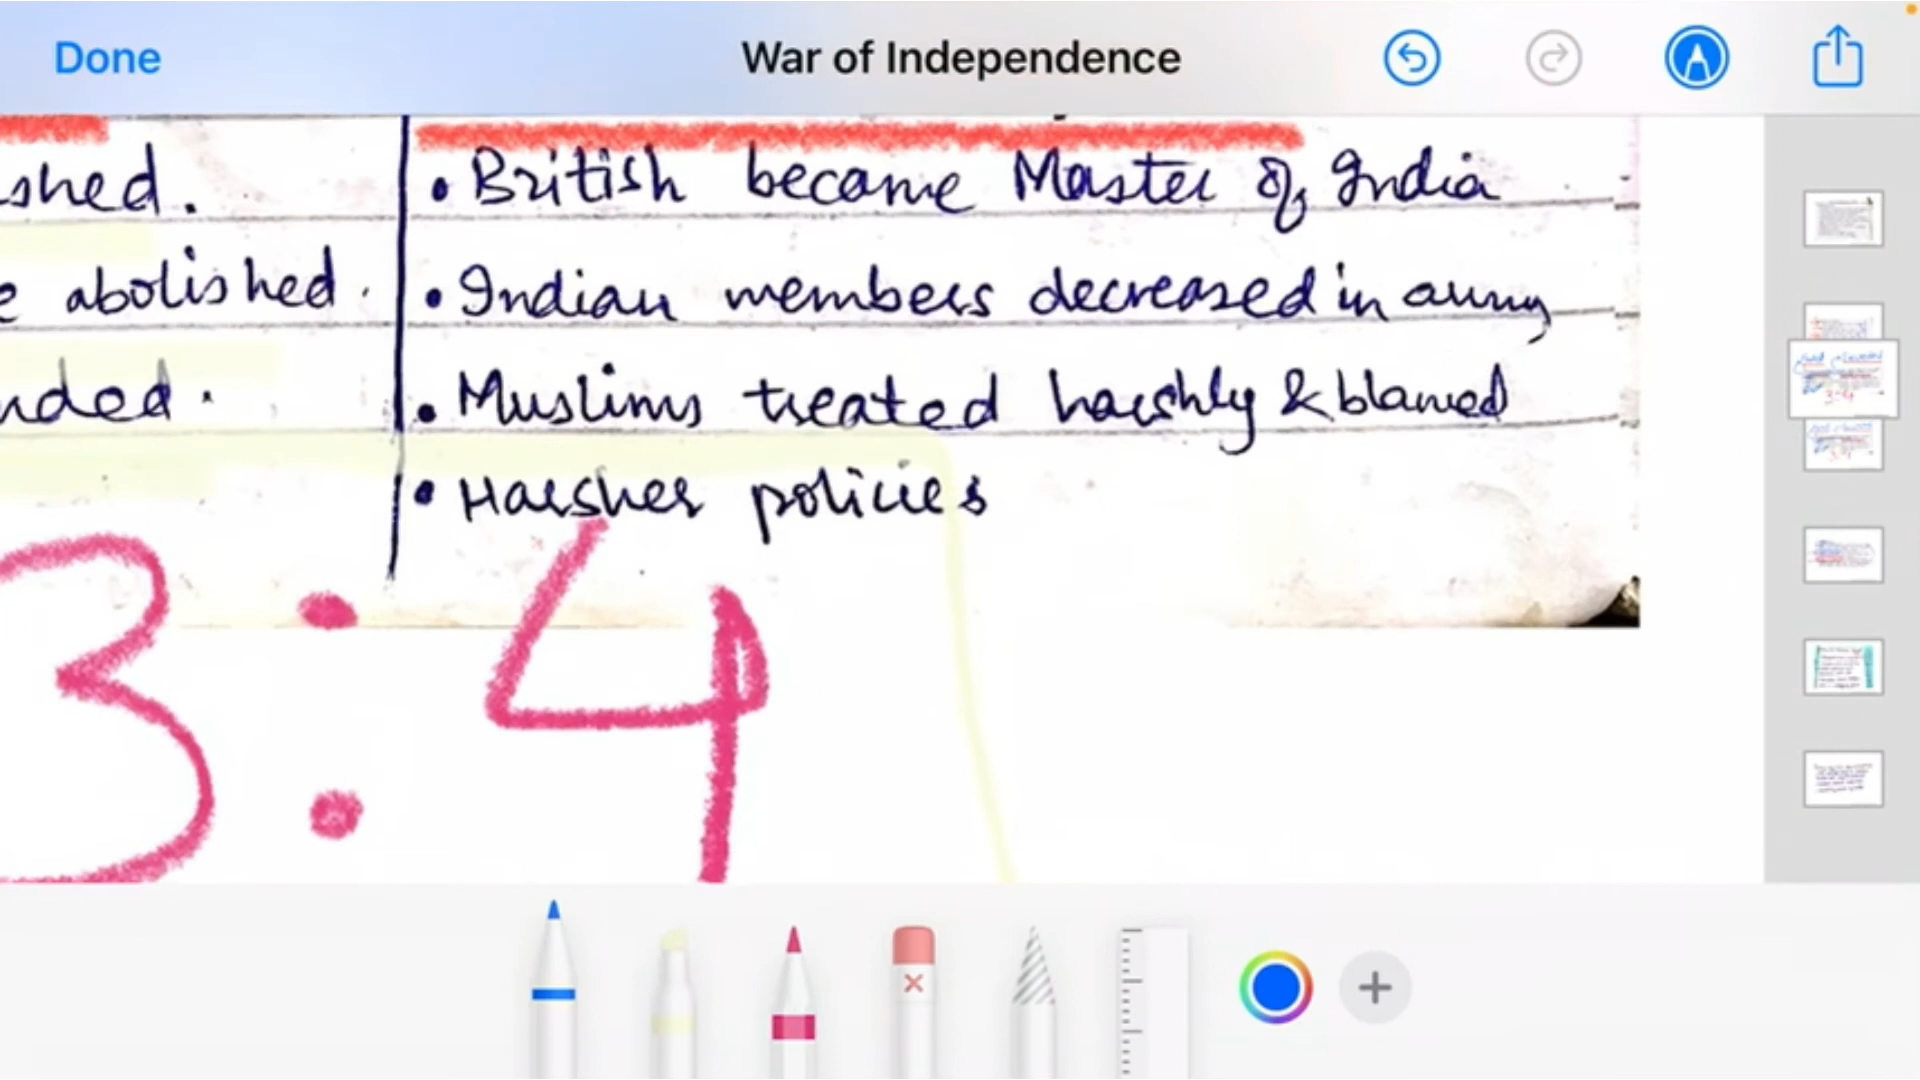 Done
War of Independence
shed.
• British became Master of India
e abolished.
• Indian members decreased in army
nded.
• Muslims treated harshly & blamed
• Harsher policies
3:4